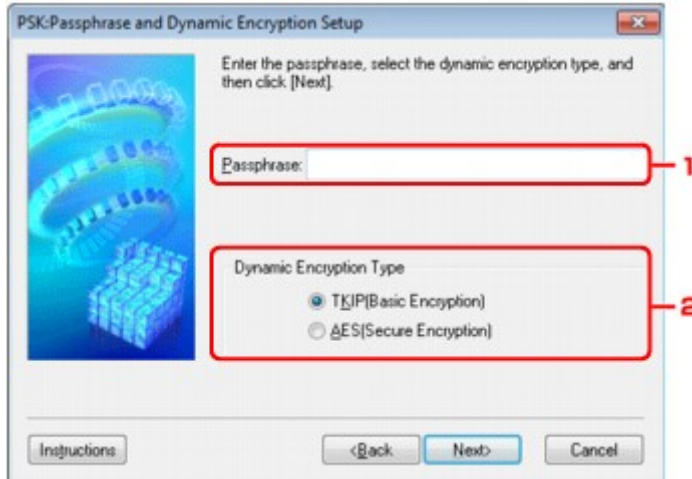 PSK:Passphrase and Dynamic Encryption Setup
Enter the passphrase, select the dynamic encryption type, and
then click [Next].
Passphrase:
1
Dynamic Encryption Type
TKIP(Basic Encryption)
AES(Secure Encryption)
2
Instructions
<Back
Next>
Cancel